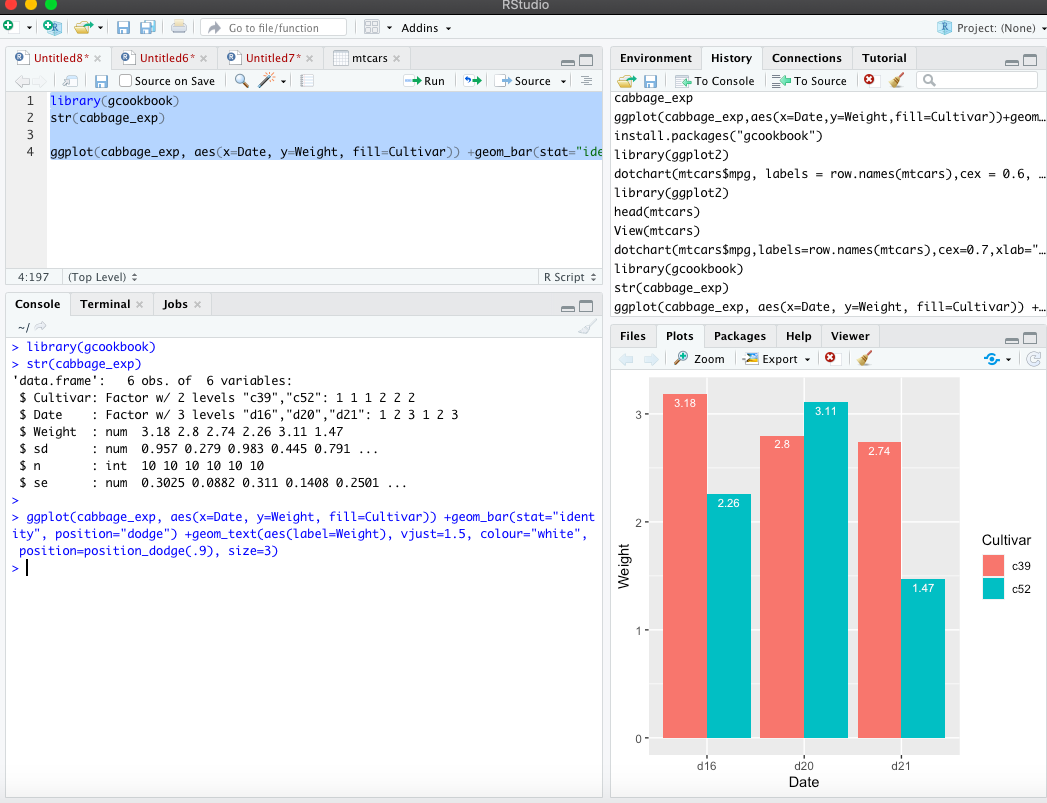 RStudio
Go to file/function
Addins
Project: (None)
Untitled8*
Untitled6*
Untitled7*
mtcars
Source on Save
Run
Source
1 library(gcookbook)
2 str(cabbage_exp)
3
4 ggplot(cabbage_exp, aes(x=Date, y=Weight, fill=Cultivar)) +geom_bar(stat="ide
4:197
(Top Level)
R Script
Console
Terminal
Jobs
~/
> library(gcookbook)
> str(cabbage_exp)
'data.frame': 6 obs. of 6 variables:
$ Cultivar: Factor w/ 2 levels "c39","c52": 1 1 1 2 2 2
$ Date : Factor w/ 3 levels "d16","d20","d21": 1 2 3 1 2 3
$ Weight : num 3.18 2.8 2.74 2.26 3.11 1.47
$ sd : num 0.957 0.279 0.983 0.445 0.791 ...
$ n : int 10 10 10 10 10 10
$ se : num 0.3025 0.0882 0.311 0.1408 0.2501 ...
>
> ggplot(cabbage_exp, aes(x=Date, y=Weight, fill=Cultivar)) +geom_bar(stat="ident
ity", position="dodge") +geom_text(aes(label=Weight), vjust=1.5, colour="white",
position=position_dodge(.9), size=3)
>
Environment
History
Connections
Tutorial
To Console
To Source
cabbage_exp
ggplot(cabbage_exp,aes(x=Date,y=Weight,fill=Cultivar))+geom…
install.packages("gcookbook")
library(ggplot2)
dotchart(mtcars$mpg, labels = row.names(mtcars),cex = 0.6, …
library(ggplot2)
head(mtcars)
View(mtcars)
dotchart(mtcars$mpg,labels=row.names(mtcars),cex=0.7,xlab="…
library(gcookbook)
str(cabbage_exp)
ggplot(cabbage_exp, aes(x=Date, y=Weight, fill=Cultivar)) +…
Files
Plots
Packages
Help
Viewer
Zoom
Export
3.18
3.11
3
2.8
2.74
2.26
2
Weight
Cultivar
c39
c52
1.47
1
0
d16
d20
d21
Date